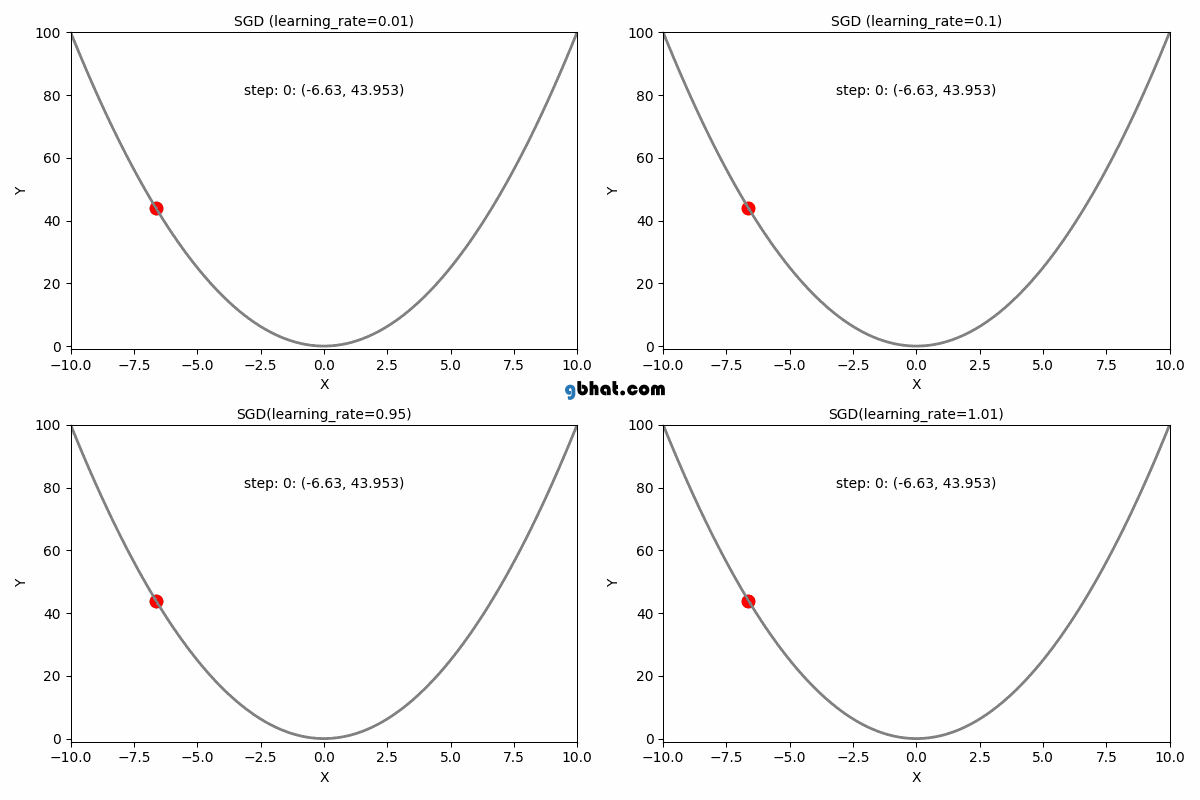 SGD (learning_rate=0.01)
100
80
60
40
20
0
Y
step: 0: (-6.63, 43.953)
−10.0 −7.5 −5.0 −2.5 0.0 2.5 5.0 7.5 10.0
X
SGD (learning_rate=0.1)
100
80
60
40
20
0
Y
step: 0: (-6.63, 43.953)
−10.0 −7.5 −5.0 −2.5 0.0 2.5 5.0 7.5 10.0
X
gbhat.com
SGD(learning_rate=0.95)
100
80
60
40
20
0
Y
step: 0: (-6.63, 43.953)
−10.0 −7.5 −5.0 −2.5 0.0 2.5 5.0 7.5 10.0
X
SGD(learning_rate=1.01)
100
80
60
40
20
0
Y
step: 0: (-6.63, 43.953)
−10.0 −7.5 −5.0 −2.5 0.0 2.5 5.0 7.5 10.0
X